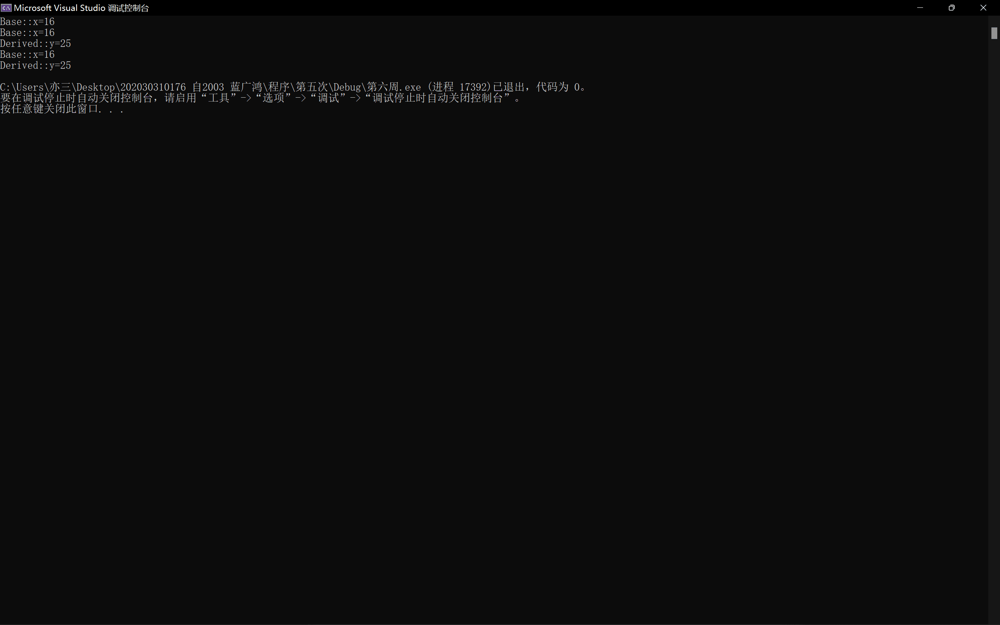 Microsoft Visual Studio 调试控制台
Base::x=16
Base::x=16
Derived::y=25
Base::x=16
Derived::y=25
C:\Users\亦三\Desktop\202030310176 自2003 蓝广鸿\程序\第五次\Debug\第六周.exe (进程 17392)已退出，代码为 0。
要在调试停止时自动关闭控制台，请启用“工具”->“选项”->“调试”->“调试停止时自动关闭控制台”。
按任意键关闭此窗口. . .